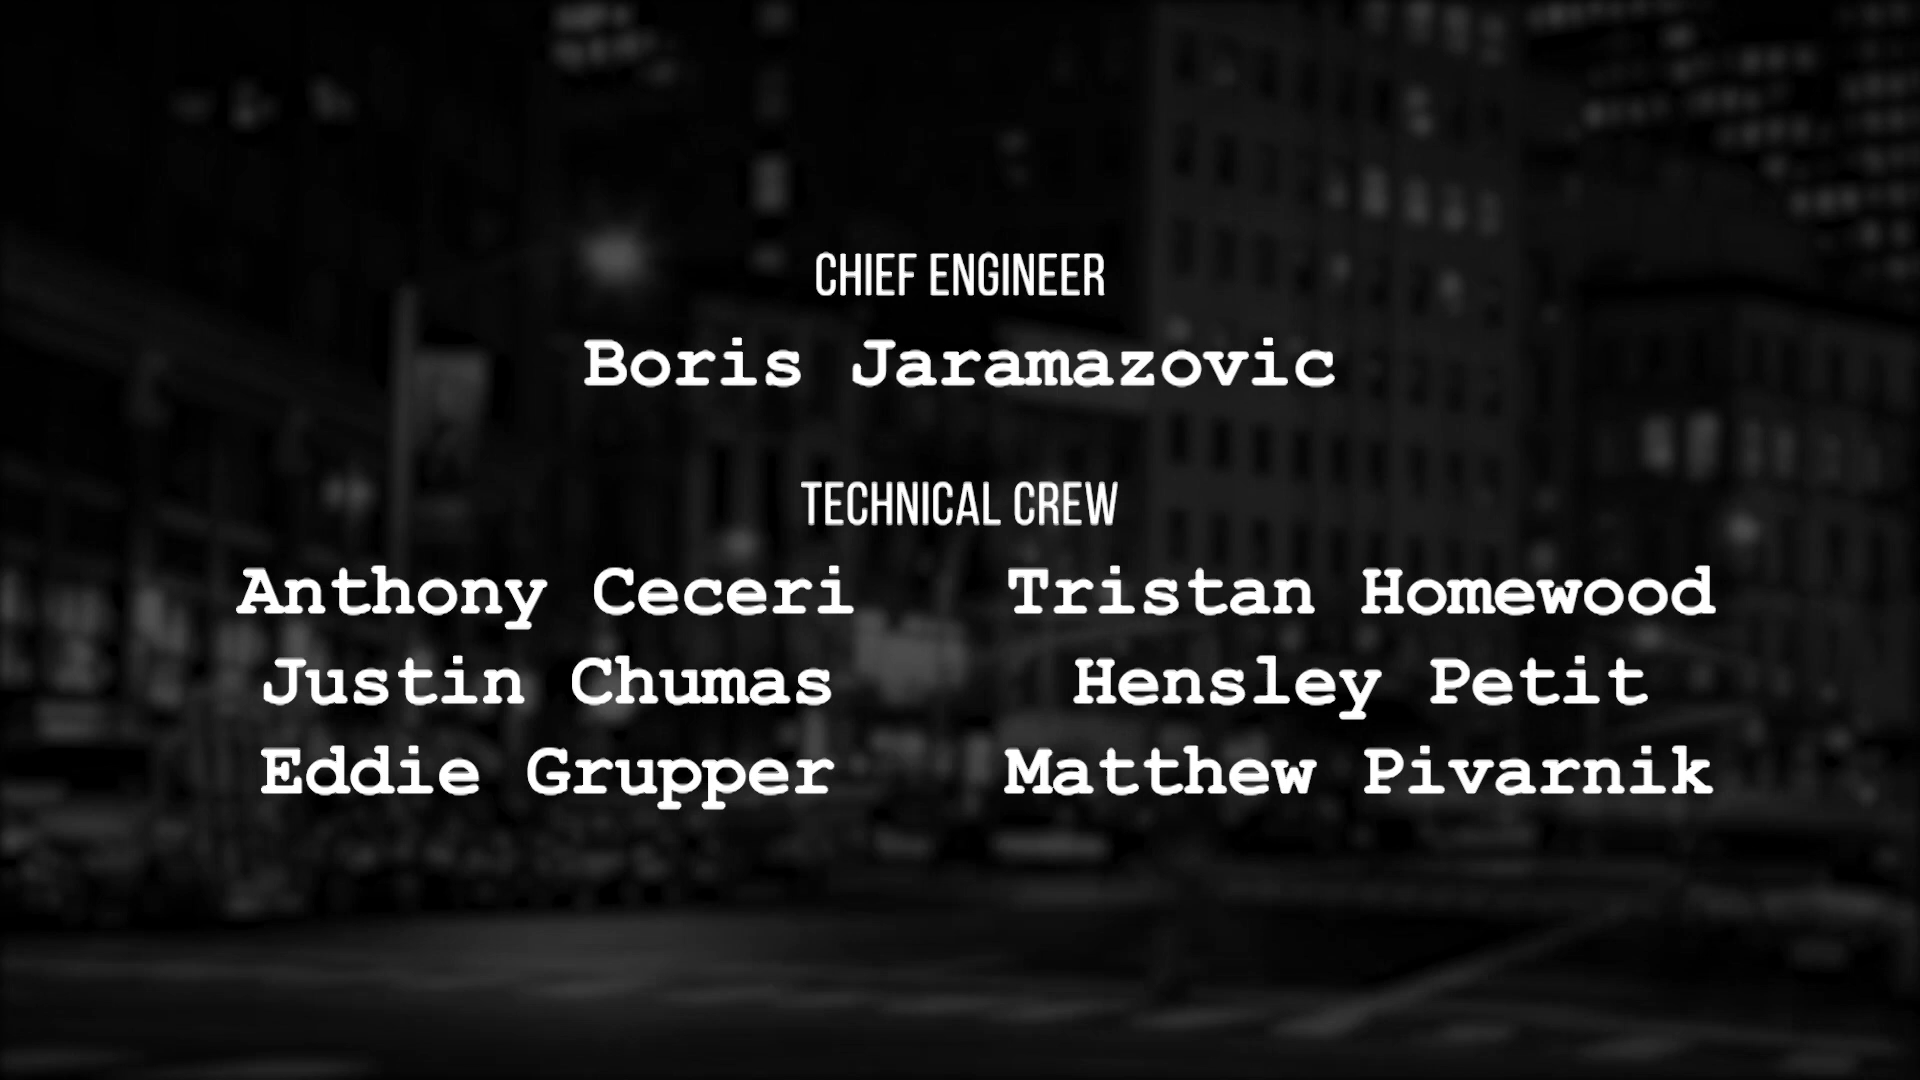 CHIEF ENGINEER
Boris Jaramazovic
TECHNICAL CREW
Anthony Ceceri
Justin Chumas
Eddie Grupper
Tristan Homewood
Hensley Petit
Matthew Pivarnik